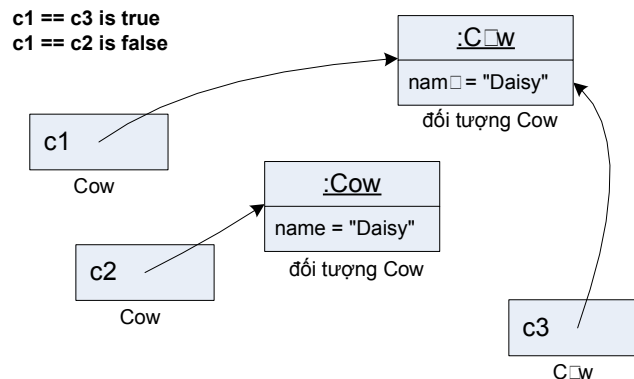 c1 == c3 is true
c1 == c2 is false
:C□w
nam□ = "Daisy"
đối tượng Cow
c1
Cow
:Cow
name = "Daisy"
đối tượng Cow
c2
Cow
c3
C□w